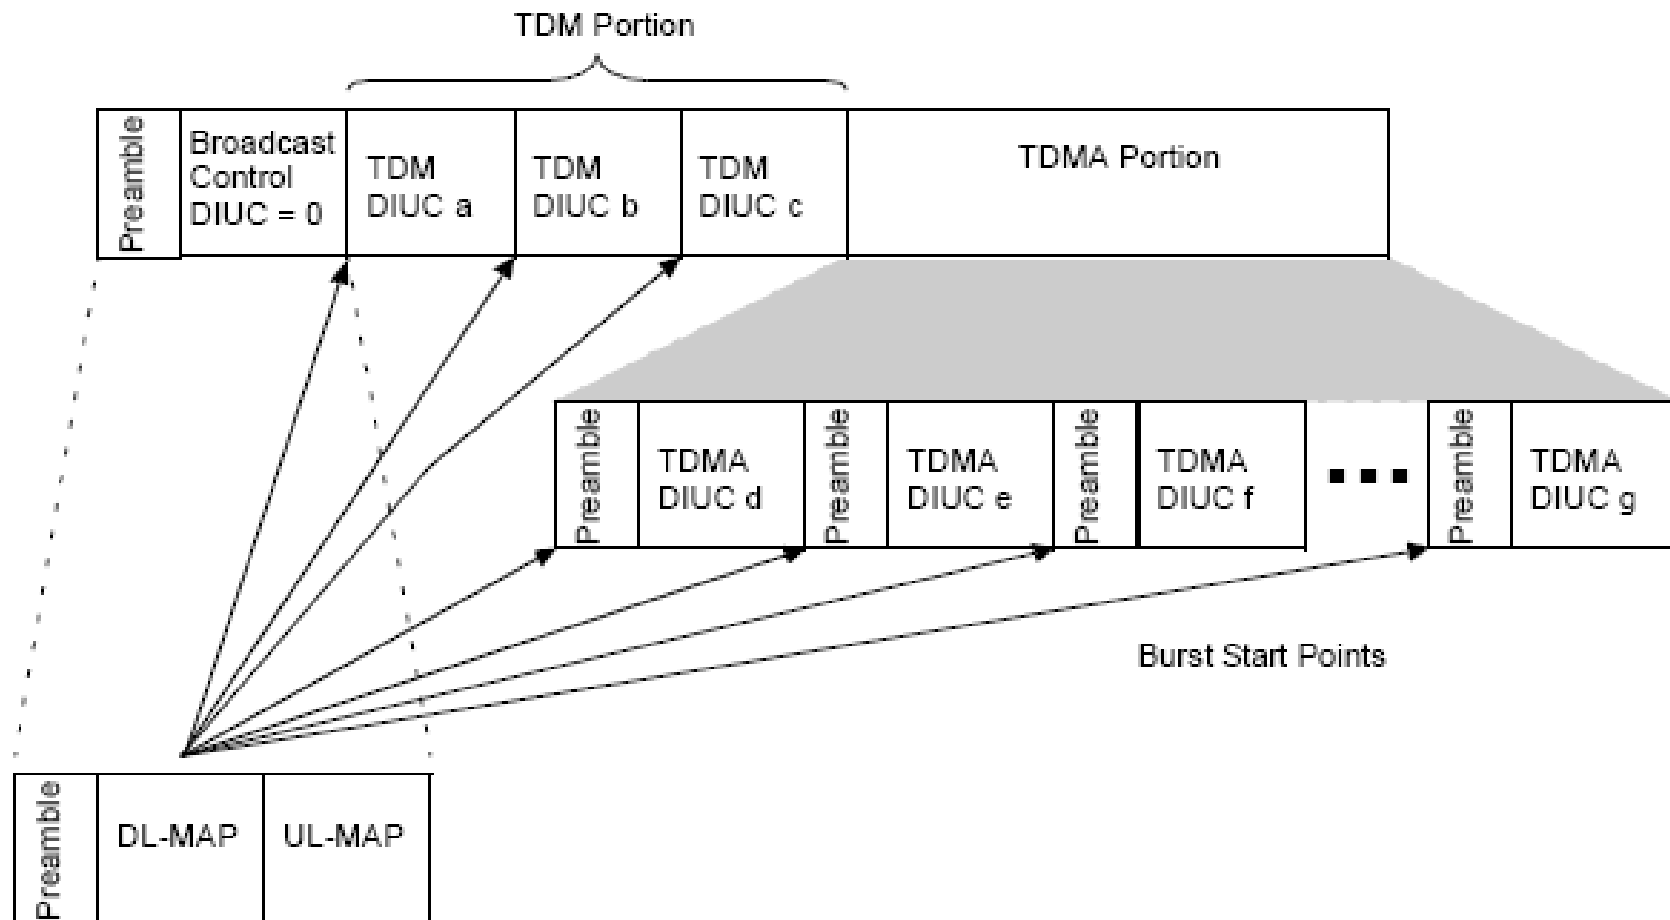 TDM Portion
Preamble
Broadcast
Control
DIUC = 0
TDM
DIUC a
TDM
DIUC b
TDM
DIUC c
TDMA Portion
Preamble
TDMA
DIUC d
Preamble
TDMA
DIUC e
Preamble
TDMA
DIUC f
Preamble
TDMA
DIUC g
Burst Start Points
Preamble
DL-MAP
UL-MAP